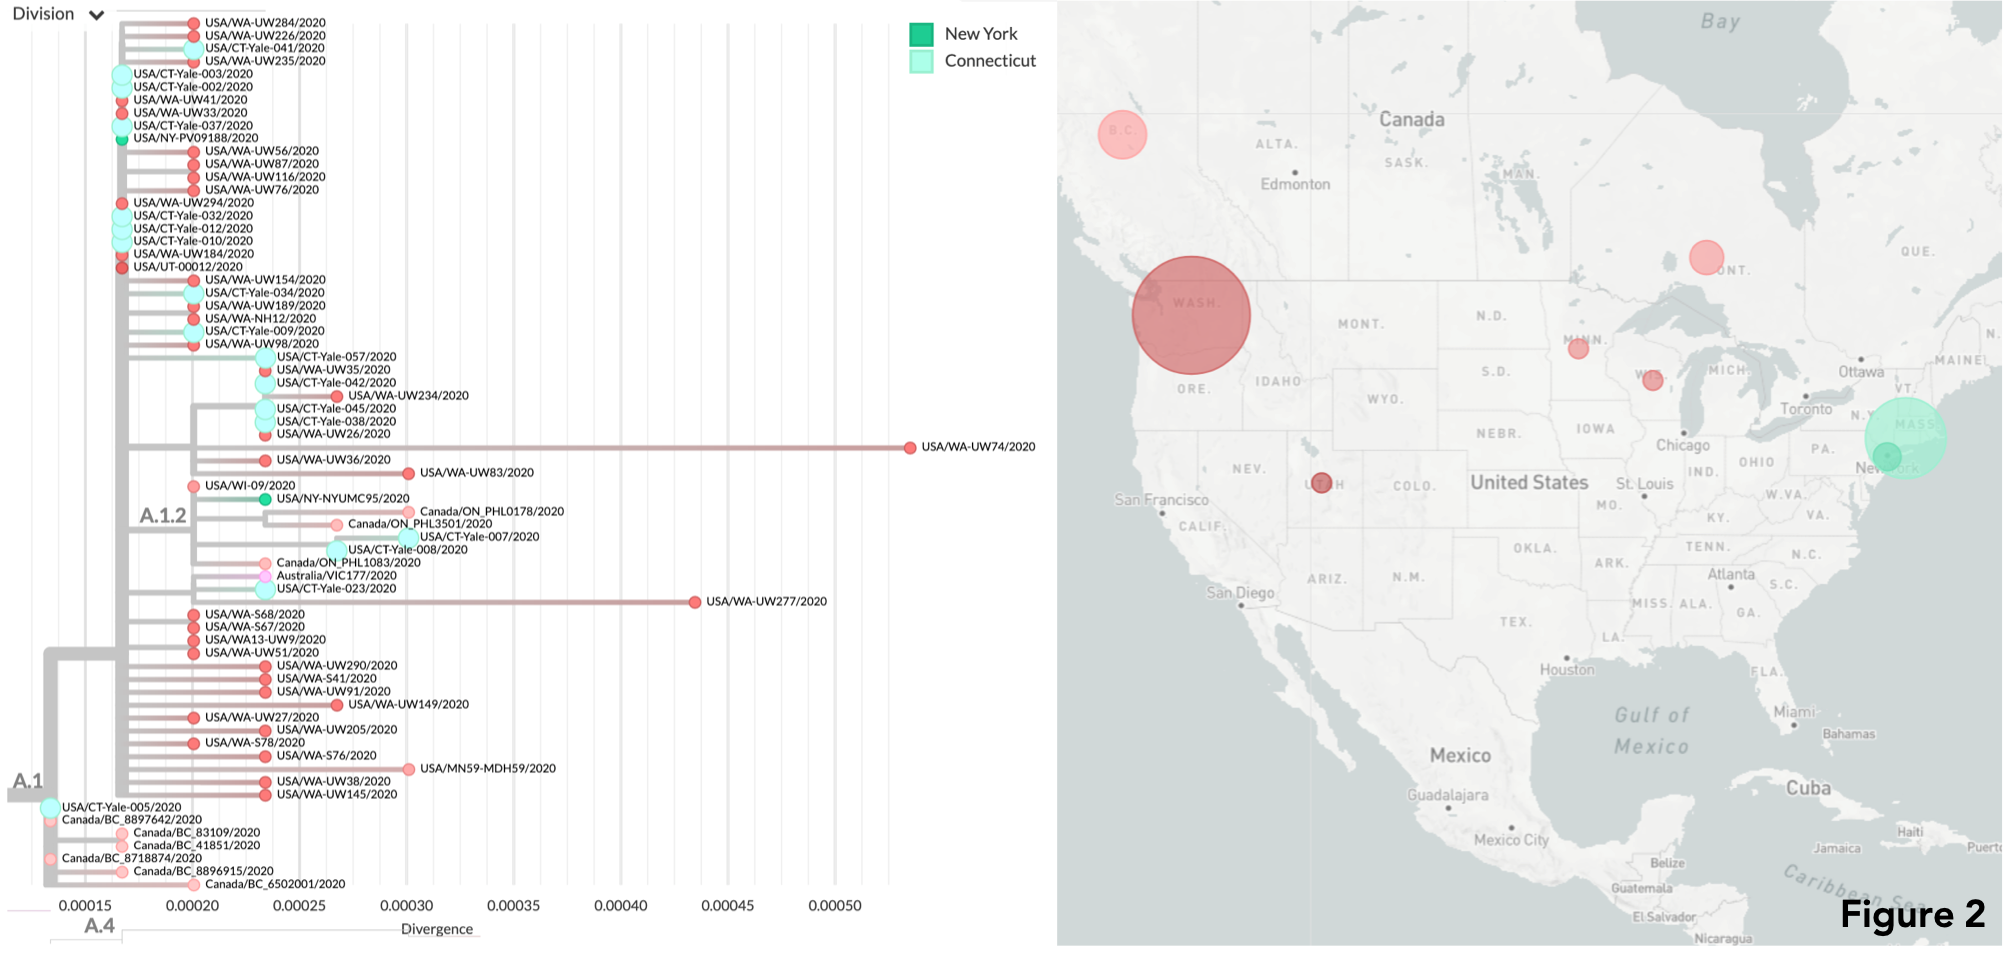 Division
USA/WA-UW284/2020
USA/WA-UW226/2020
USA/CT-Yale-041/2020
USA/WA-UW235/2020
USA/CT-Yale-003/2020
USA/CT-Yale-002/2020
USA/WA-UW41/2020
USA/WA-UW33/2020
USA/CT-Yale-037/2020
USA/NY-PV09188/2020
USA/WA-UW56/2020
USA/WA-UW87/2020
USA/WA-UW116/2020
USA/WA-UW76/2020
USA/WA-UW294/2020
USA/CT-Yale-032/2020
USA/CT-Yale-012/2020
USA/CT-Yale-010/2020
USA/WA-UW184/2020
USA/UT-00012/2020
USA/WA-UW154/2020
USA/CT-Yale-034/2020
USA/WA-UW189/2020
USA/WA-NH12/2020
USA/CT-Yale-009/2020
USA/WA-UW98/2020
USA/CT-Yale-057/2020
USA/WA-UW35/2020
USA/CT-Yale-042/2020
USA/WA-UW234/2020
USA/CT-Yale-045/2020
USA/CT-Yale-038/2020
USA/WA-UW26/2020
USA/WA-UW74/2020
USA/WA-UW36/2020
USA/WA-UW83/2020
USA/WI-09/2020
USA/NY-NYUMC95/2020
Canada/ON_PHL0178/2020
A.1.2
Canada/ON_PHL3501/2020
USA/CT-Yale-007/2020
USA/CT-Yale-008/2020
Canada/ON_PHL1083/2020
Australia/VIC177/2020
USA/CT-Yale-023/2020
USA/WA-UW277/2020
USA/WA-S68/2020
USA/WA-S67/2020
USA/WA13-UW9/2020
USA/WA-UW51/2020
USA/WA-UW290/2020
USA/WA-S41/2020
USA/WA-UW91/2020
USA/WA-UW149/2020
USA/WA-UW27/2020
USA/WA-UW205/2020
USA/WA-S78/2020
USA/WA-S76/2020
USA/MN59-MDH59/2020
A.1
USA/WA-UW38/2020
USA/WA-UW145/2020
USA/CT-Yale-005/2020
Canada/BC_8897642/2020
Canada/BC_83109/2020
Canada/BC_41851/2020
Canada/BC_8718874/2020
Canada/BC_8896915/2020
Canada/BC_6502001/2020
0.00015 0.00020 0.00025 0.00030 0.00035 0.00040 0.00045 0.00050
A.4
Divergence
New York
Connecticut
Bay
B.C.
Canada
ALTA.
SASK.
MAN.
Edmonton
QUE.
ONT.
WASH.
MONT.
N.D.
MINN.
N.
MAINE
ORE.
IDAHO
S.D.
WIS.
MICH.
Ottawa
VT.
WYO.
Toronto
N.Y.
MASS.
NEBR.
IOWA
Chicago
PA.
NEV.
UTAH
COLO.
United States
St. Louis
IND.
OHIO
New York
San Francisco
CALIF.
MO.
W.VA.
KY.
VA.
OKLA.
ARK.
TENN.
N.C.
ARIZ.
N.M.
Atlanta
S.C.
San Diego
MISS.
ALA.
GA.
TEX.
LA.
Houston
FLA.
Gulf of
Mexico
Miami
Bahamas
Mexico
Guadalajara
Cuba
Mexico City
Haiti
Jamaica
Puert
Belize
Caribbean Sea
Guatemala
El Salvador
Nicaragua
Figure 2